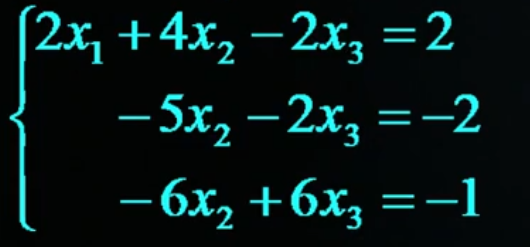 2x₁ + 4x₂ − 2x₃ = 2
− 5x₂ − 2x₃ = −2
− 6x₂ + 6x₃ = −1